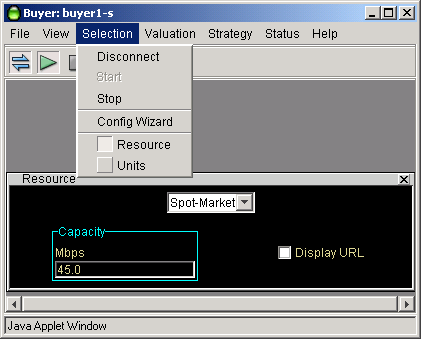 Buyer: buyer1-s
File View Selection Valuation Strategy Status Help
Disconnect
Start
Stop
Config Wizard
Resource
Units
Resource
Spot-Market
Capacity
Mbps
45.0
Display URL
Java Applet Window